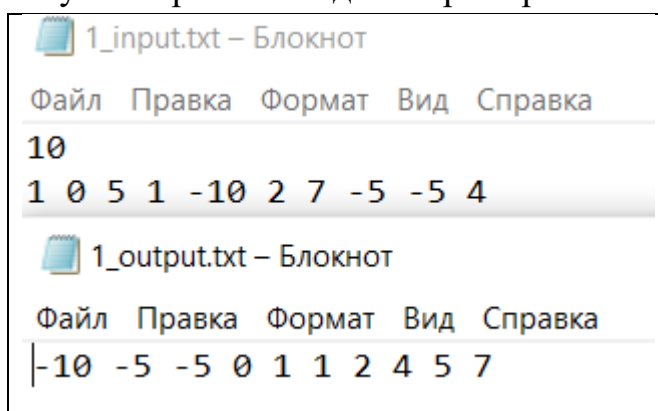 1_input.txt – Блокнот
Файл Правка Формат Вид Справка
10
1 0 5 1 -10 2 7 -5 -5 4
1_output.txt – Блокнот
Файл Правка Формат Вид Справка
-10 -5 -5 0 1 1 2 4 5 7